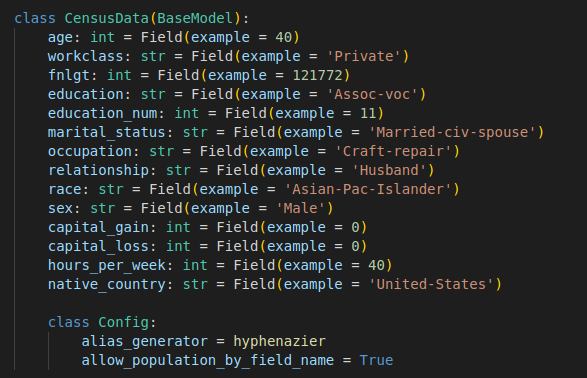 class CensusData(BaseModel):
    age: int = Field(example = 40)
    workclass: str = Field(example = 'Private')
    fnlgt: int = Field(example = 121772)
    education: str = Field(example = 'Assoc-voc')
    education_num: int = Field(example = 11)
    marital_status: str = Field(example = 'Married-civ-spouse')
    occupation: str = Field(example = 'Craft-repair')
    relationship: str = Field(example = 'Husband')
    race: str = Field(example = 'Asian-Pac-Islander')
    sex: str = Field(example = 'Male')
    capital_gain: int = Field(example = 0)
    capital_loss: int = Field(example = 0)
    hours_per_week: int = Field(example = 40)
    native_country: str = Field(example = 'United-States')

    class Config:
        alias_generator = hyphenazier
        allow_population_by_field_name = True